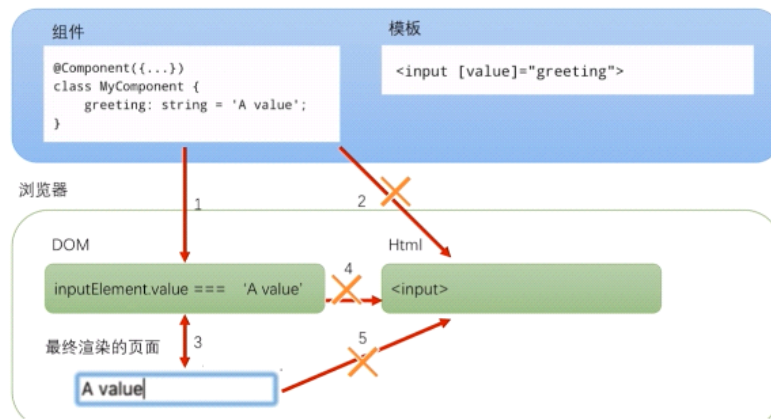 组件
@Component({...})
class MyComponent {
greeting: string = 'A value';
}
模板
<input [value]="greeting">
浏览器
1
2
DOM
inputElement.value === 'A value'
4
Html
<input>
最终渲染的页面
3
5
A value